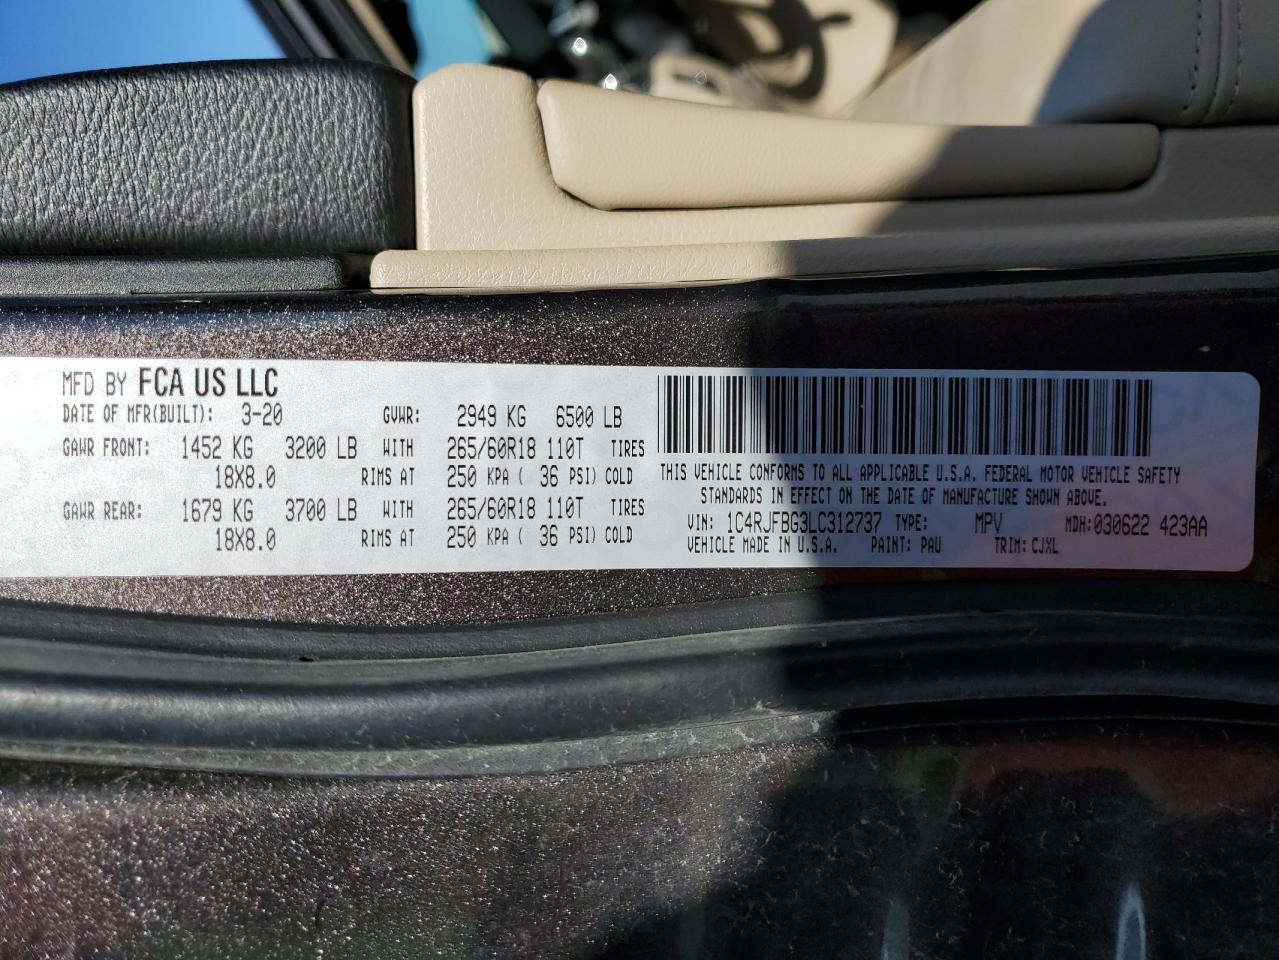 MFD BY FCA US LLC
DATE OF MFR(BUILT): 3-20 GVWR: 2949 KG 6500 LB
GAWR FRONT: 1452 KG 3200 LB WITH 265/60R18 110T TIRES
18X8.0 RIMS AT 250 KPA ( 36 PSI) COLD
GAWR REAR: 1679 KG 3700 LB WITH 265/60R18 110T TIRES
18X8.0 RIMS AT 250 KPA ( 36 PSI) COLD
THIS VEHICLE CONFORMS TO ALL APPLICABLE U.S.A. FEDERAL MOTOR VEHICLE SAFETY
STANDARDS IN EFFECT ON THE DATE OF MANUFACTURE SHOWN ABOVE.
VIN: 1C4RJFBG3LC312737 TYPE: MPV MDH:030622 423AA
VEHICLE MADE IN U.S.A. PAINT: PAU TRIM: CJXL